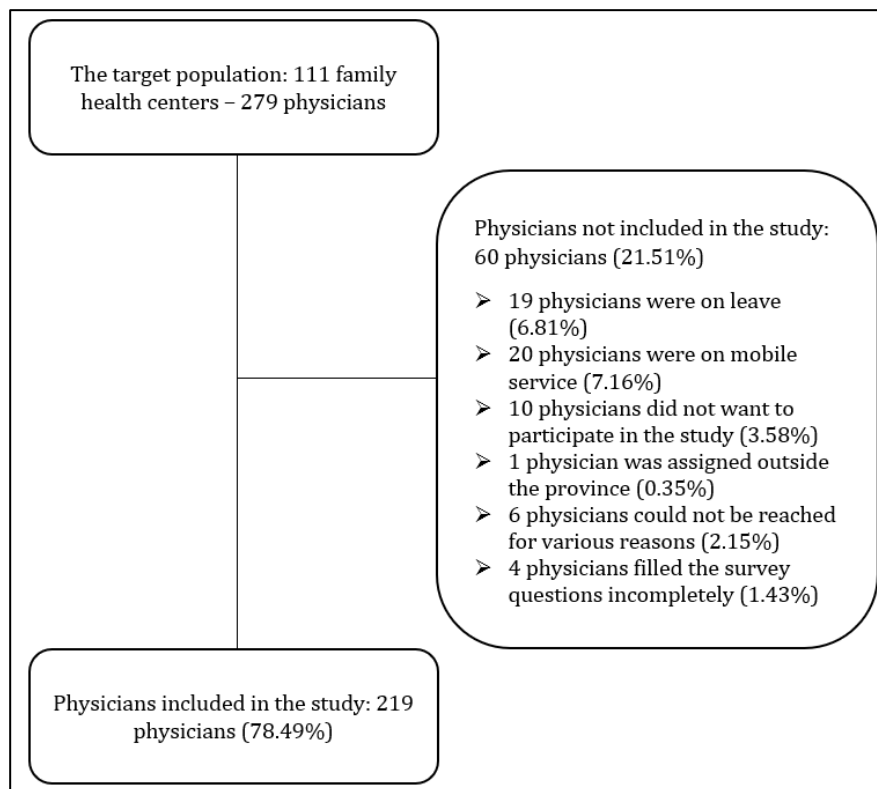 The target population: 111 family
health centers – 279 physicians
Physicians not included in the study:
60 physicians (21.51%)
➢ 19 physicians were on leave
(6.81%)
➢ 20 physicians were on mobile
service (7.16%)
➢ 10 physicians did not want to
participate in the study (3.58%)
➢ 1 physician was assigned outside
the province (0.35%)
➢ 6 physicians could not be reached
for various reasons (2.15%)
➢ 4 physicians filled the survey
questions incompletely (1.43%)
Physicians included in the study: 219
physicians (78.49%)